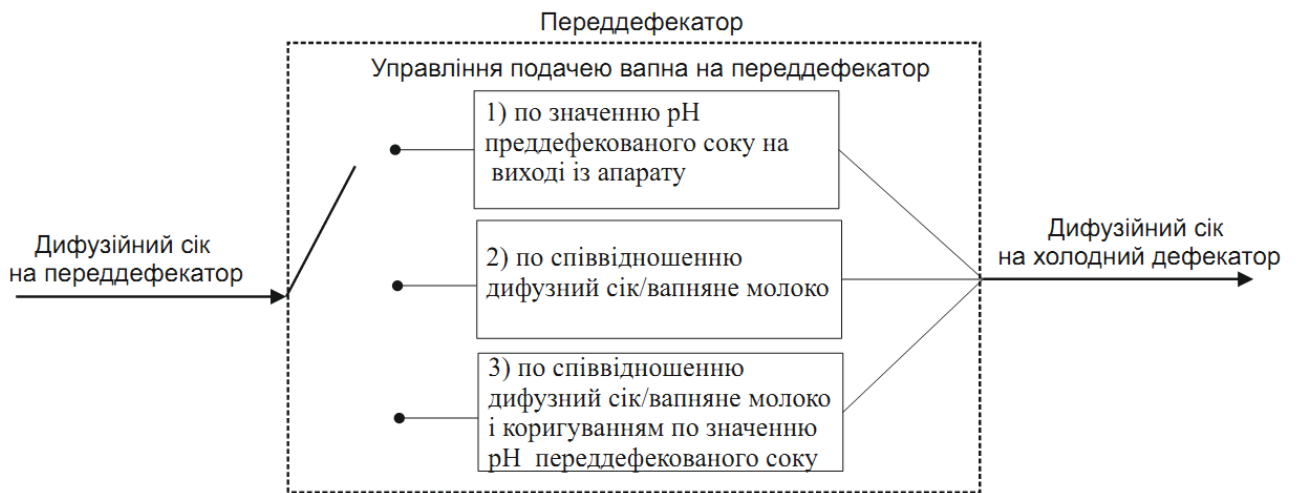 Переддефекатор
Управління подачею вапна на переддефекатор
1) по значенню pH
преддефекованого соку на
виході із апарату
Дифузійний сік
на переддефекатор
2) по співвідношенню
дифузний сік/вапняне молоко
Дифузійний сік
на холодний дефекатор
3) по співвідношенню
дифузний сік/вапняне молоко
і коригуванням по значенню
pH переддефекованого соку